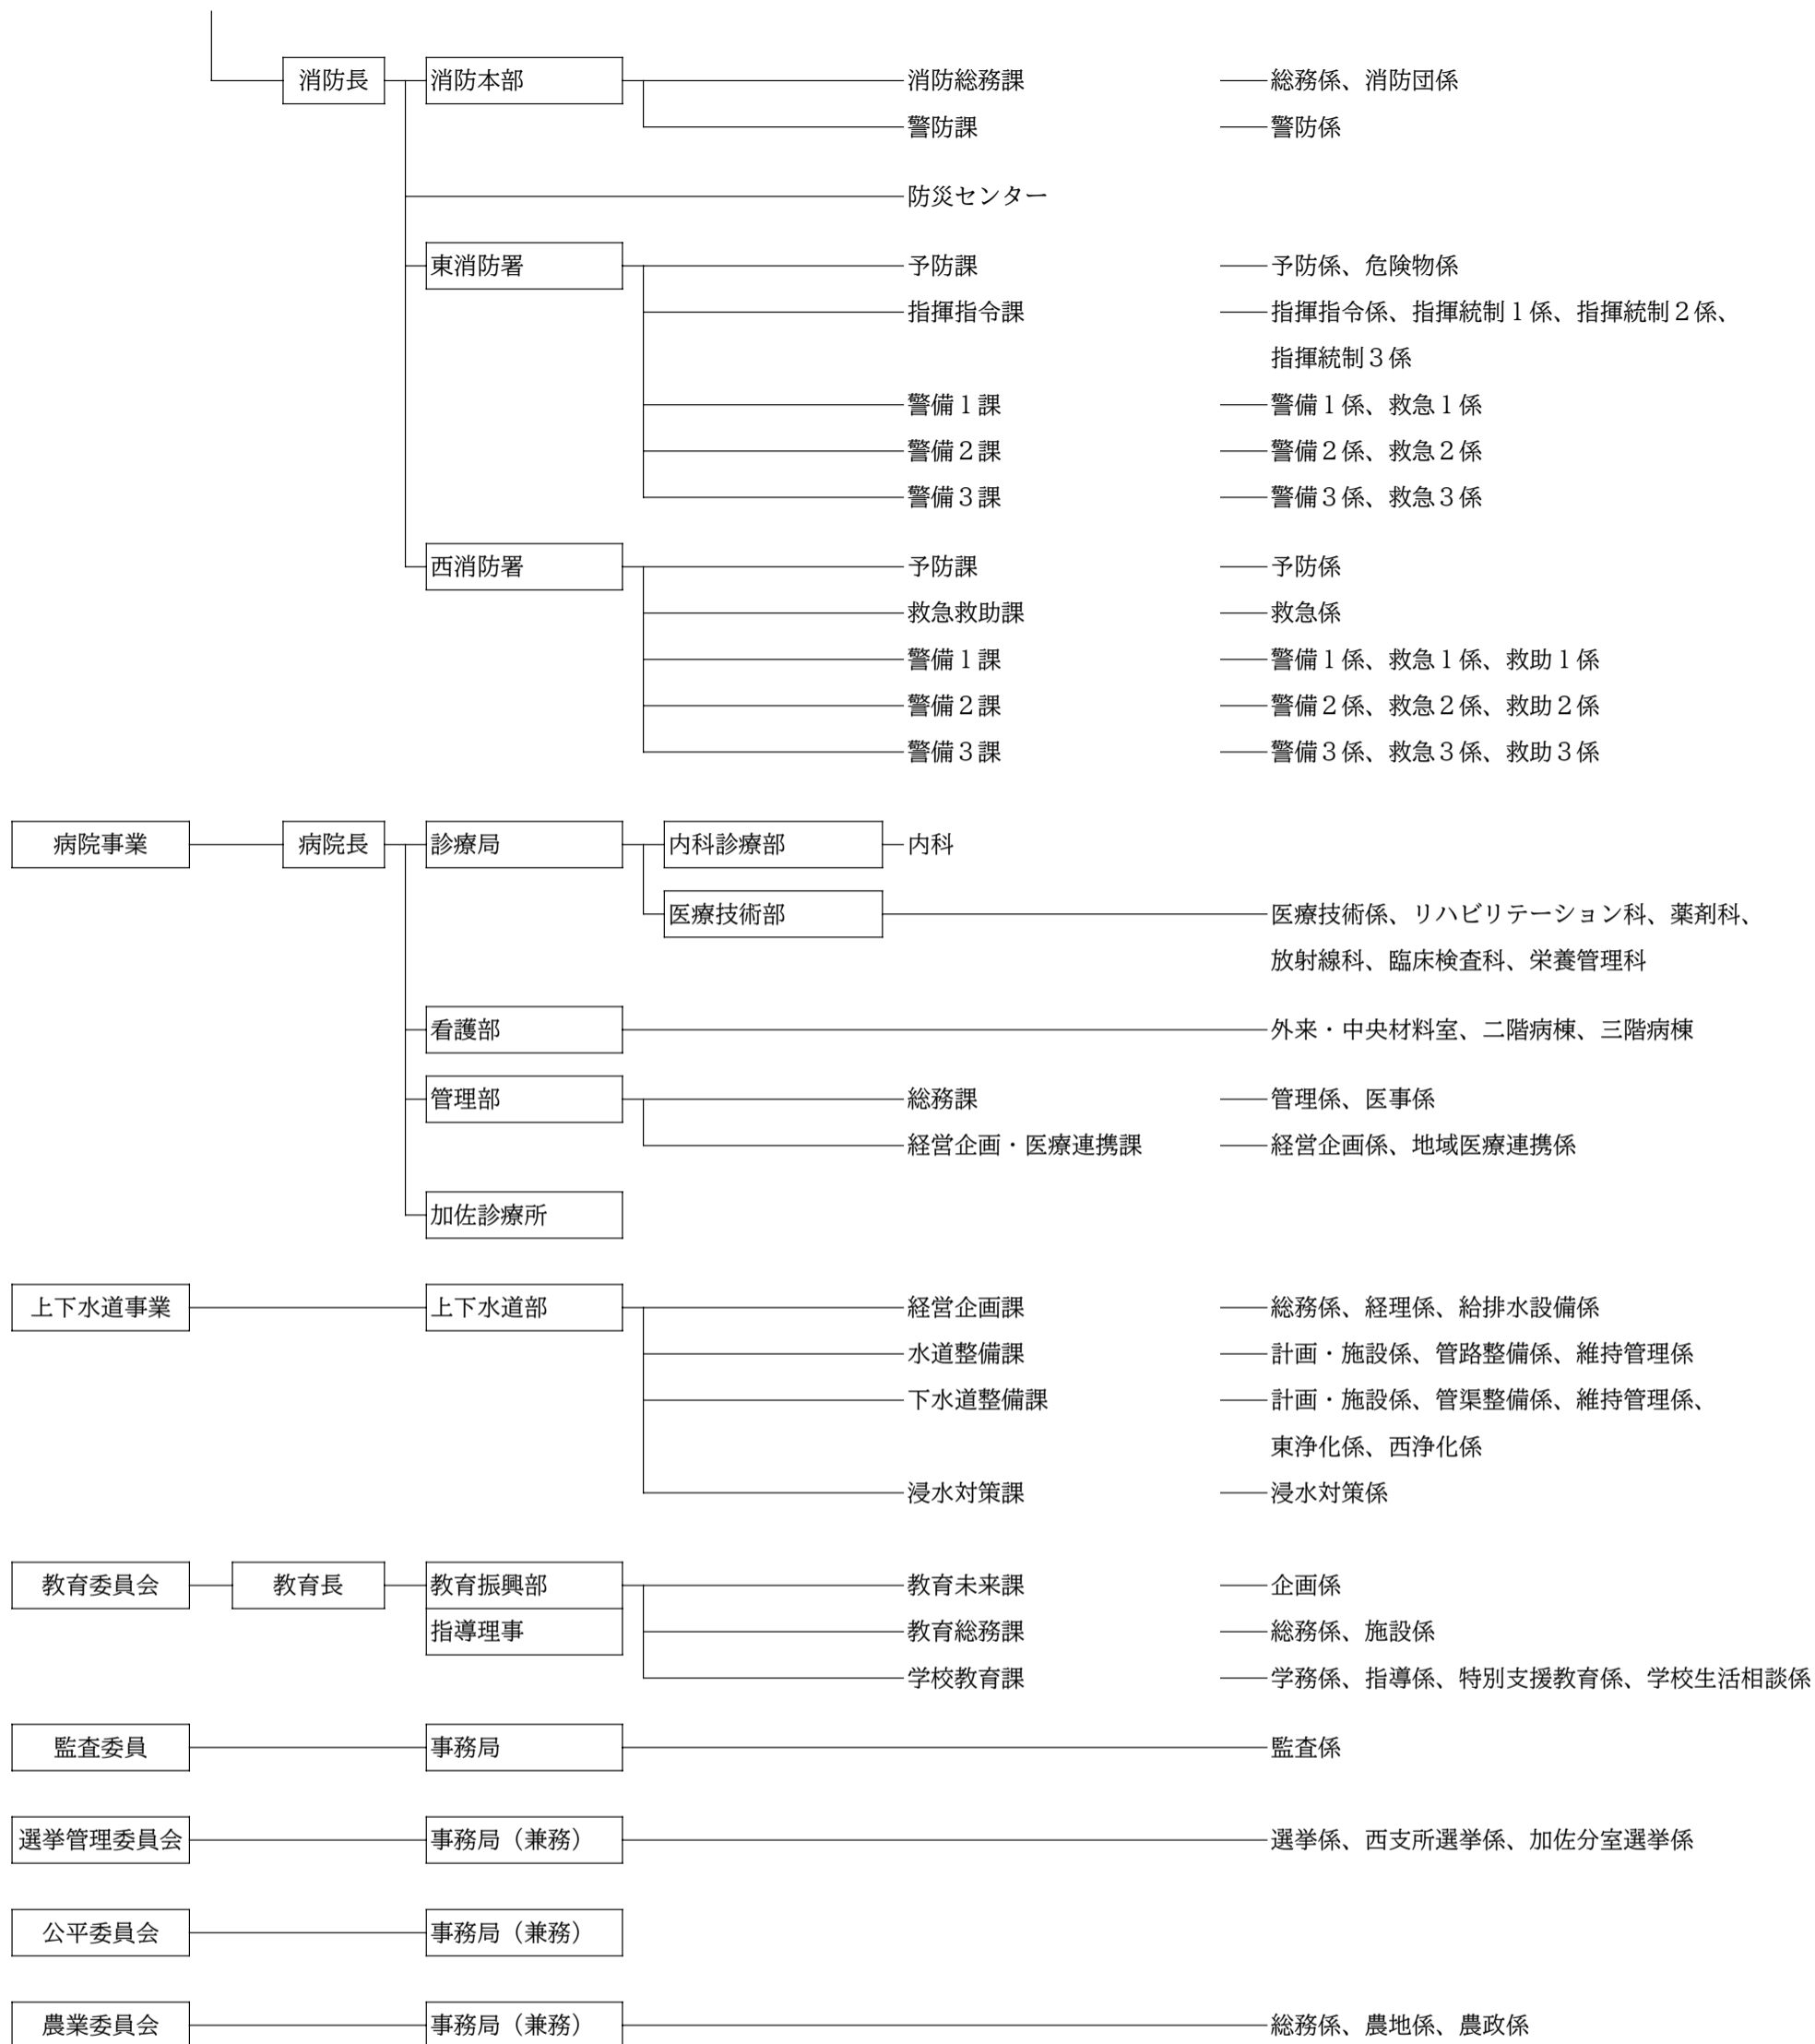 消防長 消防本部 消防総務課 総務係、消防団係
警防課 警防係
防災センター
東消防署 予防課 予防係、危険物係
指揮指令課 指揮指令係、指揮統制１係、指揮統制２係、
指揮統制３係
警備１課 警備１係、救急１係
警備２課 警備２係、救急２係
警備３課 警備３係、救急３係
西消防署 予防課 予防係
救急救助課 救急係
警備１課 警備１係、救急１係、救助１係
警備２課 警備２係、救急２係、救助２係
警備３課 警備３係、救急３係、救助３係
病院事業 病院長 診療局 内科診療部 内科
医療技術部 医療技術係、リハビリテーション科、薬剤科、
放射線科、臨床検査科、栄養管理科
看護部 外来・中央材料室、二階病棟、三階病棟
管理部 総務課 管理係、医事係
経営企画・医療連携課 経営企画係、地域医療連携係
加佐診療所
上下水道事業 上下水道部 経営企画課 総務係、経理係、給排水設備係
水道整備課 計画・施設係、管路整備係、維持管理係
下水道整備課 計画・施設係、管渠整備係、維持管理係、
東浄化係、西浄化係
浸水対策課 浸水対策係
教育委員会 教育長 教育振興部 教育未来課 企画係
指導理事 教育総務課 総務係、施設係
学校教育課 学務係、指導係、特別支援教育係、学校生活相談係
監査委員 事務局 監査係
選挙管理委員会 事務局（兼務） 選挙係、西支所選挙係、加佐分室選挙係
公平委員会 事務局（兼務）
農業委員会 事務局（兼務） 総務係、農地係、農政係